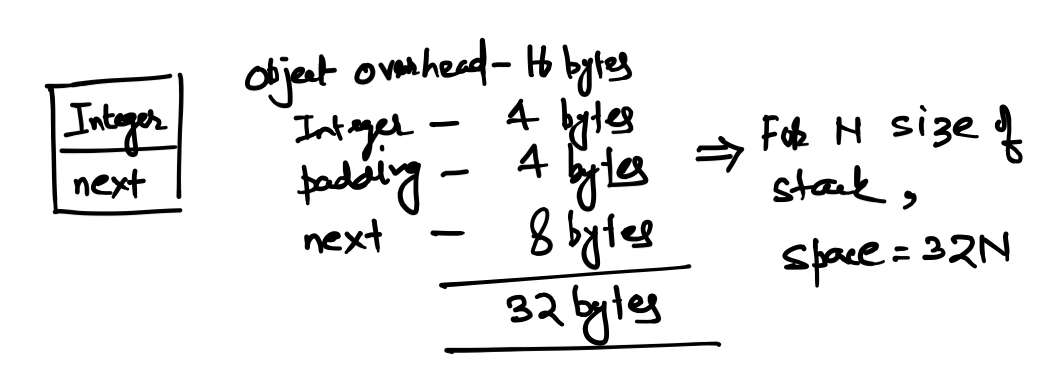 Integer
next
Object overhead - 16 bytes
Integer - 4 bytes
padding - 4 bytes
next - 8 bytes
32 bytes
⇒ For N size of
stack,
space = 32N